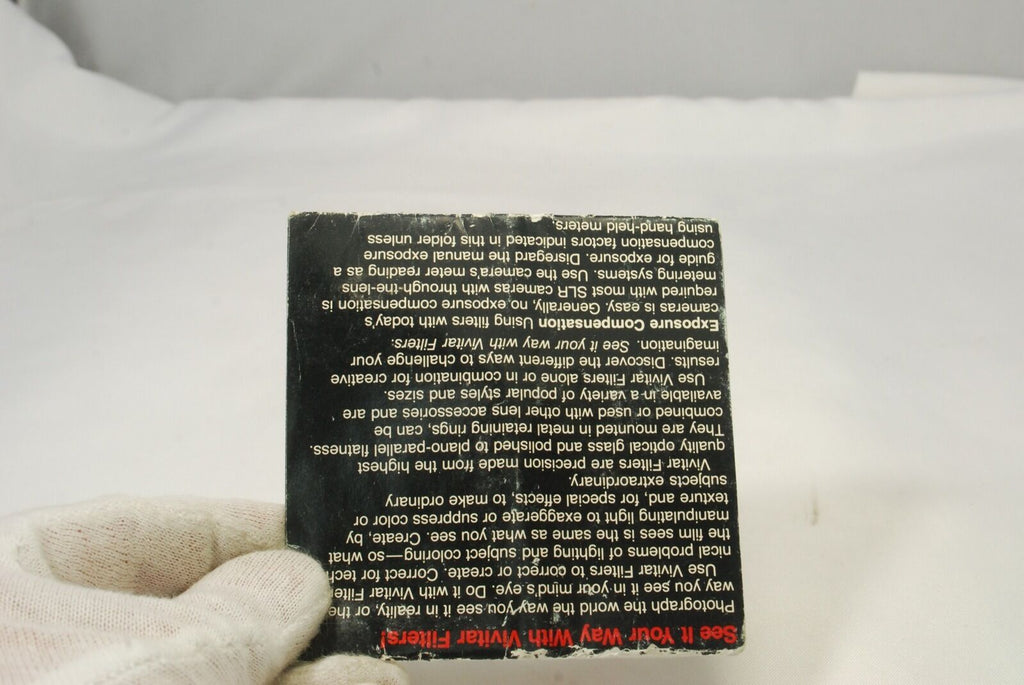 See It Your Way With Vivitar Filters!
Photograph the world the way you see it in reality, or the
way you see it in your mind's eye. Do it with Vivitar Filter
Use Vivitar Filters to correct or create. Correct for tech
nical problems of lighting and subject coloring—so what
the film sees is the same as what you see. Create, by
manipulating light to exaggerate or suppress color or
texture and, for special effects, to make ordinary
subjects extraordinary.
Vivitar Filters are precision made from the highest
quality optical glass and polished to plano-parallel flatness.
They are mounted in metal retaining rings, can be
combined or used with other lens accessories and are
available in a variety of popular styles and sizes.
Use Vivitar Filters alone or in combination for creative
results. Discover the different ways to challenge your
imagination. See it your way with Vivitar Filters.
Exposure Compensation Using filters with today's
cameras is easy. Generally, no exposure compensation is
required with most SLR cameras with through-the-lens
metering systems. Use the camera's meter reading as a
guide for exposure. Disregard the manual exposure
compensation factors indicated in this folder unless
using hand-held meters.